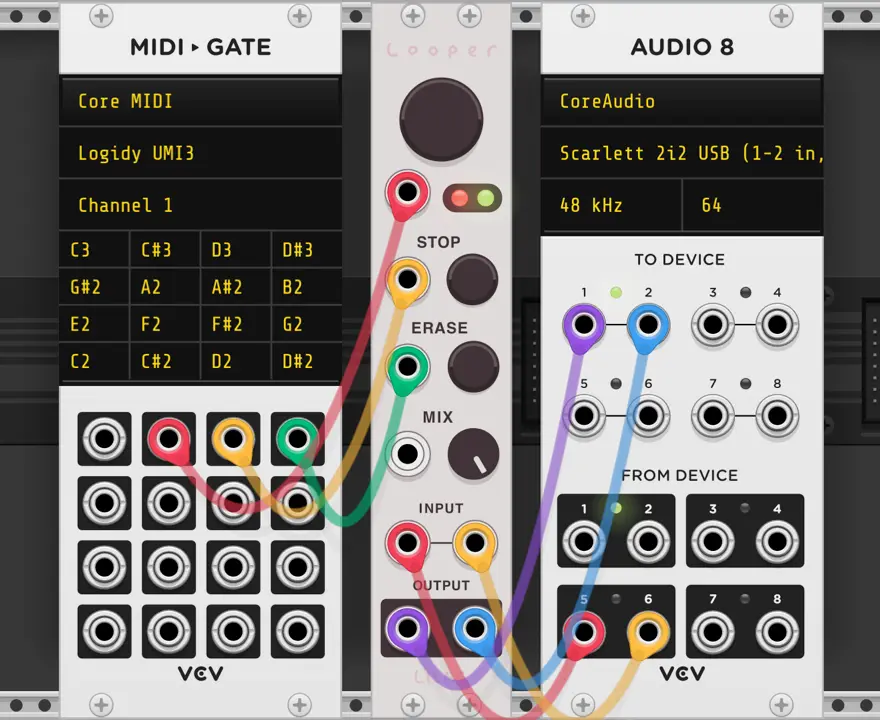 MIDI ▸ GATE
Core MIDI
Logidy UMI3
Channel 1
C3 C#3 D3 D#3
G#2 A2 A#2 B2
E2 F2 F#2 G2
C2 C#2 D2 D#2
VCV
Looper
STOP
ERASE
MIX
INPUT
OUTPUT
AUDIO 8
CoreAudio
Scarlett 2i2 USB (1-2 in,
48 kHz 64
TO DEVICE
1 2 3 4
5 6 7 8
FROM DEVICE
1 2 3 4
5 6 7 8
VCV